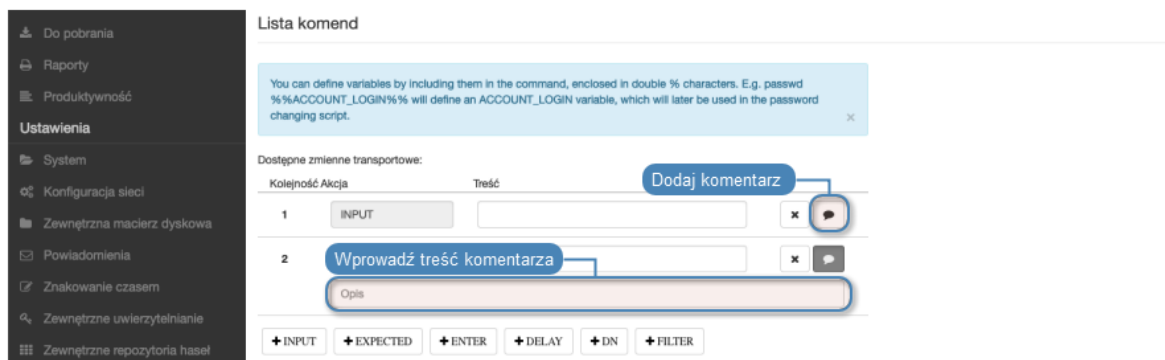 Lista komend
Do pobrania
Raporty
Produktywność
Ustawienia
System
Konfiguracja sieci
Zewnętrzna macierz dyskowa
Powiadomienia
Znakowanie czasem
Zewnętrzne uwierzytelnianie
Zewnętrzne repozytoria haseł
You can define variables by including them in the command, enclosed in double % characters. E.g. passwd
%%ACCOUNT_LOGIN%% will define an ACCOUNT_LOGIN variable, which will later be used in the password
changing script.
Dostępne zmienne transportowe:
Kolejność Akcja Treść
Dodaj komentarz
1 INPUT
2
Wprowadź treść komentarza
Opis
+INPUT +EXPECTED +ENTER +DELAY +DN +FILTER